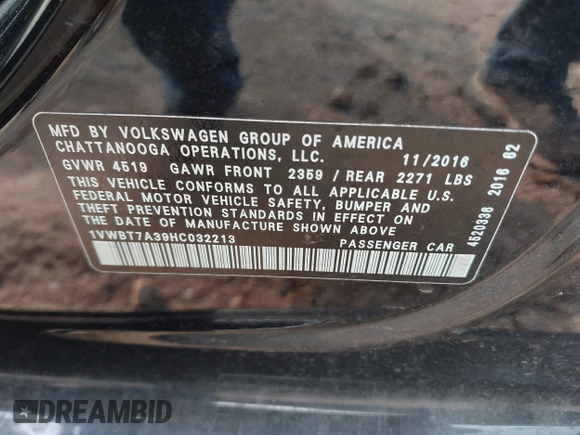 MFD BY VOLKSWAGEN GROUP OF AMERICA
CHATTANOOGA OPERATIONS, LLC. 11/2016
GVWR 4519 GAWR FRONT 2359 / REAR 2271 LBS
THIS VEHICLE CONFORMS TO ALL APPLICABLE U.S.
FEDERAL MOTOR VEHICLE SAFETY, BUMPER AND
THEFT PREVENTION STANDARDS IN EFFECT ON
THE DATE OF MANUFACTURE SHOWN ABOVE
1VWBT7A39HC032213 PASSENGER CAR
4520336 2016 62
DREAMBID